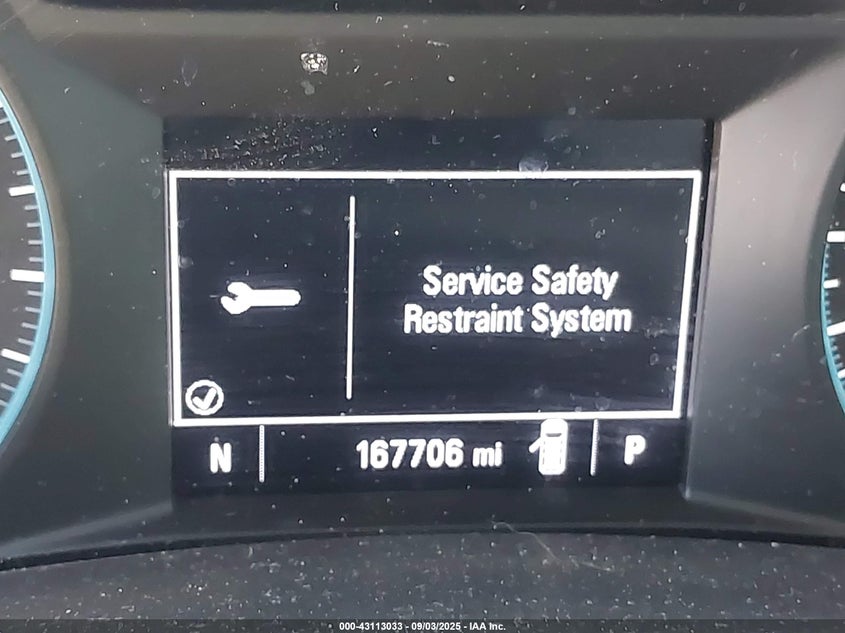 Service Safety
Restraint System
N 167706 mi P
000-43113033 - 09/03/2025 - IAA Inc.